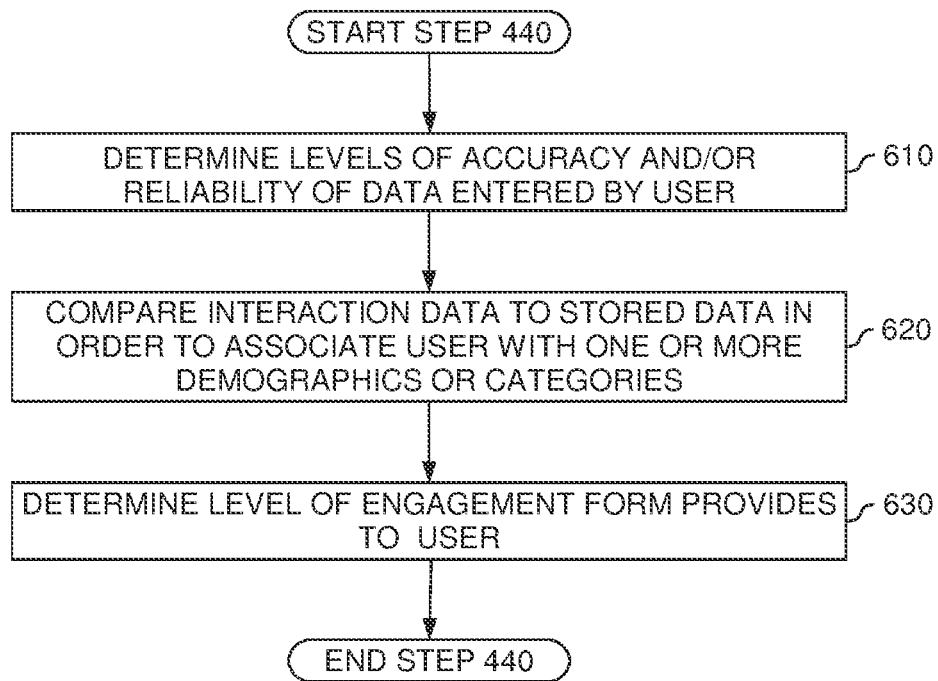 START STEP 440
DETERMINE LEVELS OF ACCURACY AND/OR
RELIABILITY OF DATA ENTERED BY USER
610
COMPARE INTERACTION DATA TO STORED DATA IN
ORDER TO ASSOCIATE USER WITH ONE OR MORE
DEMOGRAPHICS OR CATEGORIES
620
DETERMINE LEVEL OF ENGAGEMENT FORM PROVIDES
TO USER
630
END STEP 440